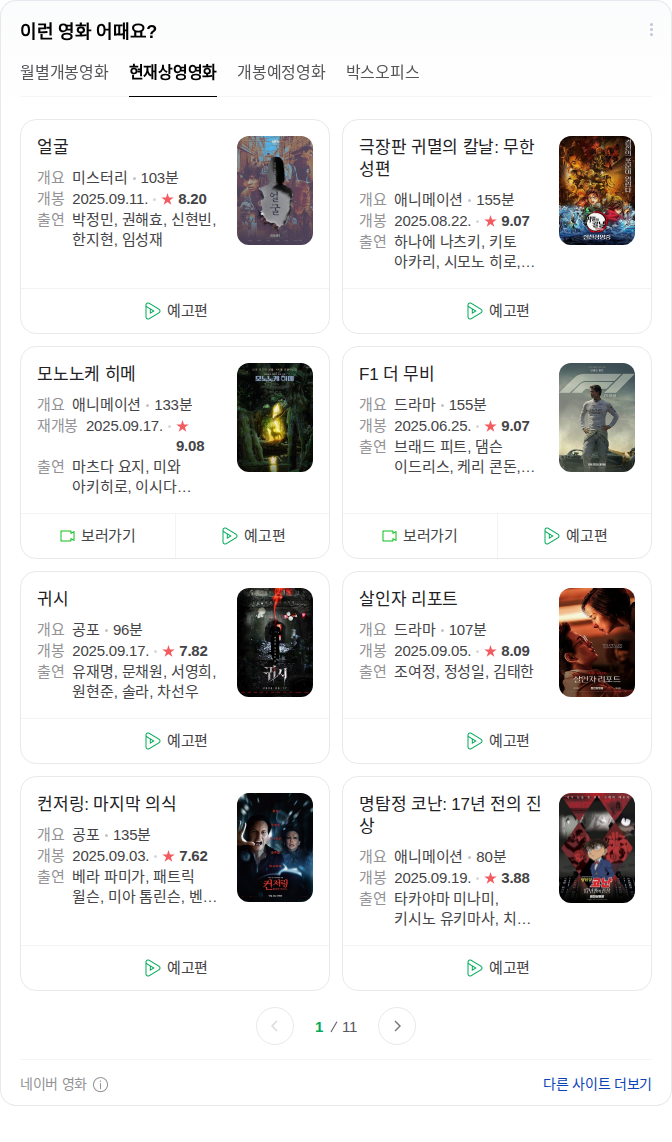 이런 영화 어때요?
월별개봉영화 현재상영영화 개봉예정영화 박스오피스
얼굴
개요 미스터리 · 103분
개봉 2025.09.11. · ★ 8.20
출연 박정민, 권해효, 신현빈,
한지현, 임성재
예고편
극장판 귀멸의 칼날: 무한
성편
개요 애니메이션 · 155분
개봉 2025.08.22. · ★ 9.07
출연 하나에 나츠키, 키토
아카리, 시모노 히로,...
예고편
모노노케 히메
개요 애니메이션 · 133분
재개봉 2025.09.17. · ★
9.08
출연 마츠다 요지, 미와
아키히로, 이시다...
보러가기 예고편
모노노케 히메
F1 더 무비
개요 드라마 · 155분
개봉 2025.06.25. · ★ 9.07
출연 브래드 피트, 댐슨
이드리스, 케리 콘돈,...
보러가기 예고편
귀시
개요 공포 · 96분
개봉 2025.09.17. · ★ 7.82
출연 유재명, 문채원, 서영희,
원현준, 솔라, 차선우
예고편
귀시
살인자 리포트
개요 드라마 · 107분
개봉 2025.09.05. · ★ 8.09
출연 조여정, 정성일, 김태한
예고편
살인자 리포트
컨저링: 마지막 의식
개요 공포 · 135분
개봉 2025.09.03. · ★ 7.62
출연 베라 파미가, 패트릭
윌슨, 미아 톰린슨, 벤...
예고편
컨저링
명탐정 코난: 17년 전의 진
상
개요 애니메이션 · 80분
개봉 2025.09.19. · ★ 3.88
출연 타카야마 미나미,
키시노 유키마사, 치...
예고편
코난
1 / 11
네이버 영화
다른 사이트 더보기